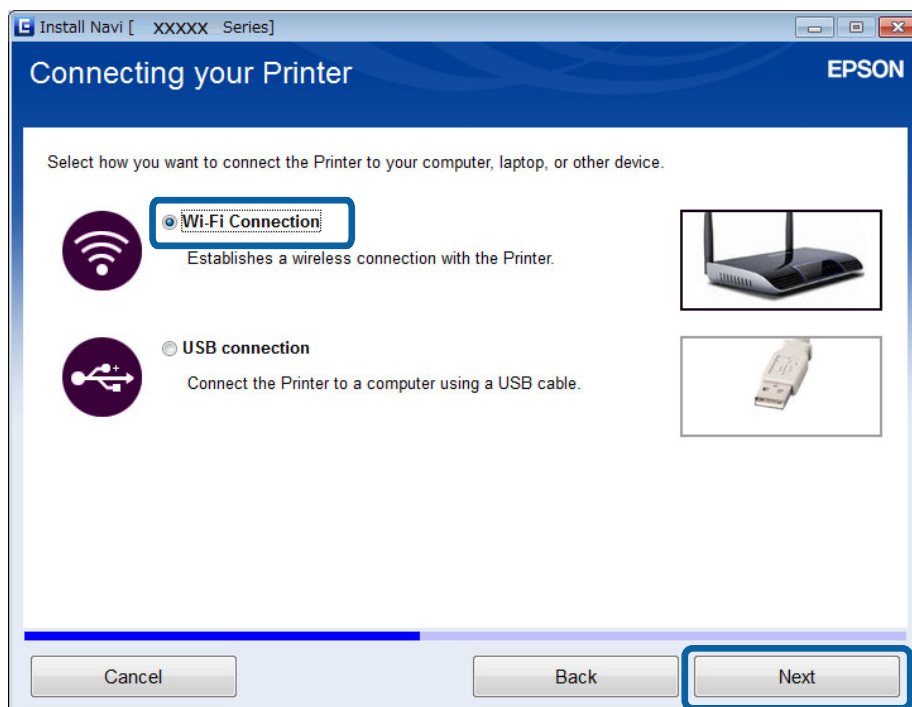 Install Navi [ XXXXX Series]
Connecting your Printer
EPSON
Select how you want to connect the Printer to your computer, laptop, or other device.
Wi-Fi Connection
Establishes a wireless connection with the Printer.
USB connection
Connect the Printer to a computer using a USB cable.
Cancel
Back
Next